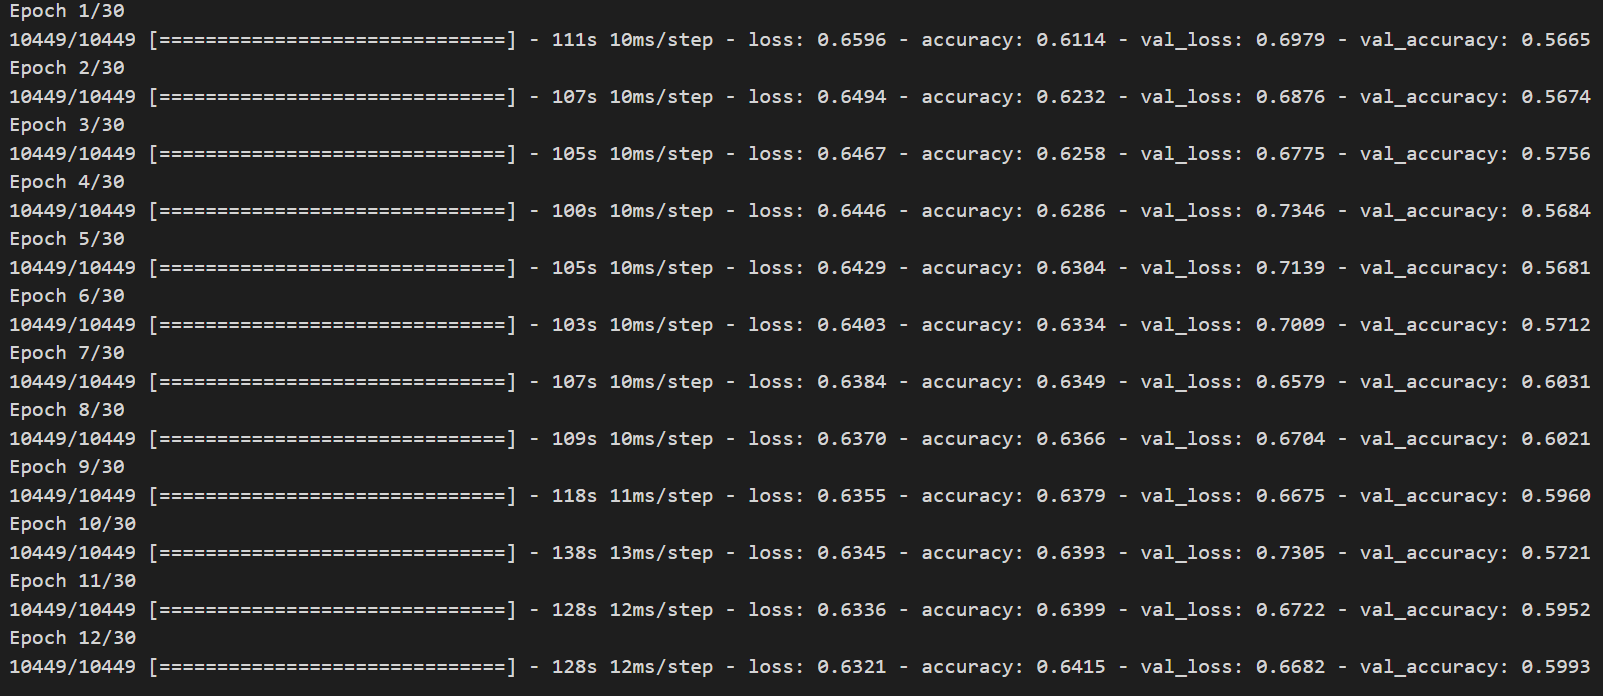 Epoch 1/30
10449/10449 [==============================] - 111s 10ms/step - loss: 0.6596 - accuracy: 0.6114 - val_loss: 0.6979 - val_accuracy: 0.5665
Epoch 2/30
10449/10449 [==============================] - 107s 10ms/step - loss: 0.6494 - accuracy: 0.6232 - val_loss: 0.6876 - val_accuracy: 0.5674
Epoch 3/30
10449/10449 [==============================] - 105s 10ms/step - loss: 0.6467 - accuracy: 0.6258 - val_loss: 0.6775 - val_accuracy: 0.5756
Epoch 4/30
10449/10449 [==============================] - 100s 10ms/step - loss: 0.6446 - accuracy: 0.6286 - val_loss: 0.7346 - val_accuracy: 0.5684
Epoch 5/30
10449/10449 [==============================] - 105s 10ms/step - loss: 0.6429 - accuracy: 0.6304 - val_loss: 0.7139 - val_accuracy: 0.5681
Epoch 6/30
10449/10449 [==============================] - 103s 10ms/step - loss: 0.6403 - accuracy: 0.6334 - val_loss: 0.7009 - val_accuracy: 0.5712
Epoch 7/30
10449/10449 [==============================] - 107s 10ms/step - loss: 0.6384 - accuracy: 0.6349 - val_loss: 0.6579 - val_accuracy: 0.6031
Epoch 8/30
10449/10449 [==============================] - 109s 10ms/step - loss: 0.6370 - accuracy: 0.6366 - val_loss: 0.6704 - val_accuracy: 0.6021
Epoch 9/30
10449/10449 [==============================] - 118s 11ms/step - loss: 0.6355 - accuracy: 0.6379 - val_loss: 0.6675 - val_accuracy: 0.5960
Epoch 10/30
10449/10449 [==============================] - 138s 13ms/step - loss: 0.6345 - accuracy: 0.6393 - val_loss: 0.7305 - val_accuracy: 0.5721
Epoch 11/30
10449/10449 [==============================] - 128s 12ms/step - loss: 0.6336 - accuracy: 0.6399 - val_loss: 0.6722 - val_accuracy: 0.5952
Epoch 12/30
10449/10449 [==============================] - 128s 12ms/step - loss: 0.6321 - accuracy: 0.6415 - val_loss: 0.6682 - val_accuracy: 0.5993